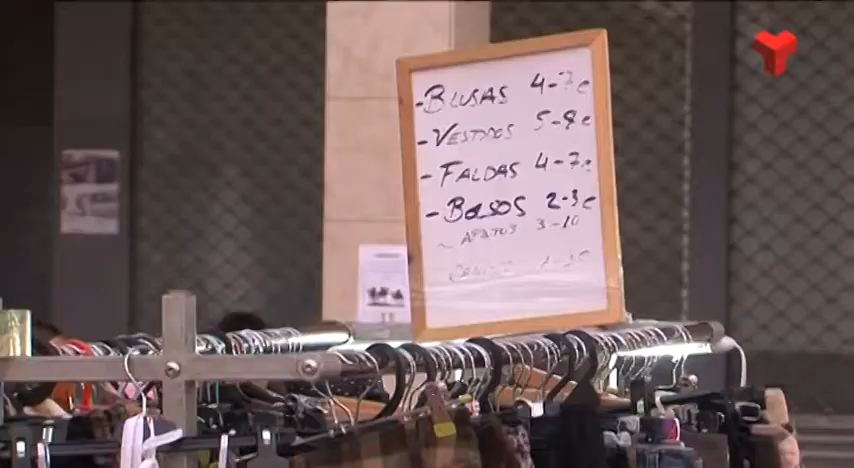 - BLUSAS 4-7€
- VESTIDOS 5-8€
- FALDAS 4-7€
- BOLSOS 2-3€
ZAPATOS 3-10